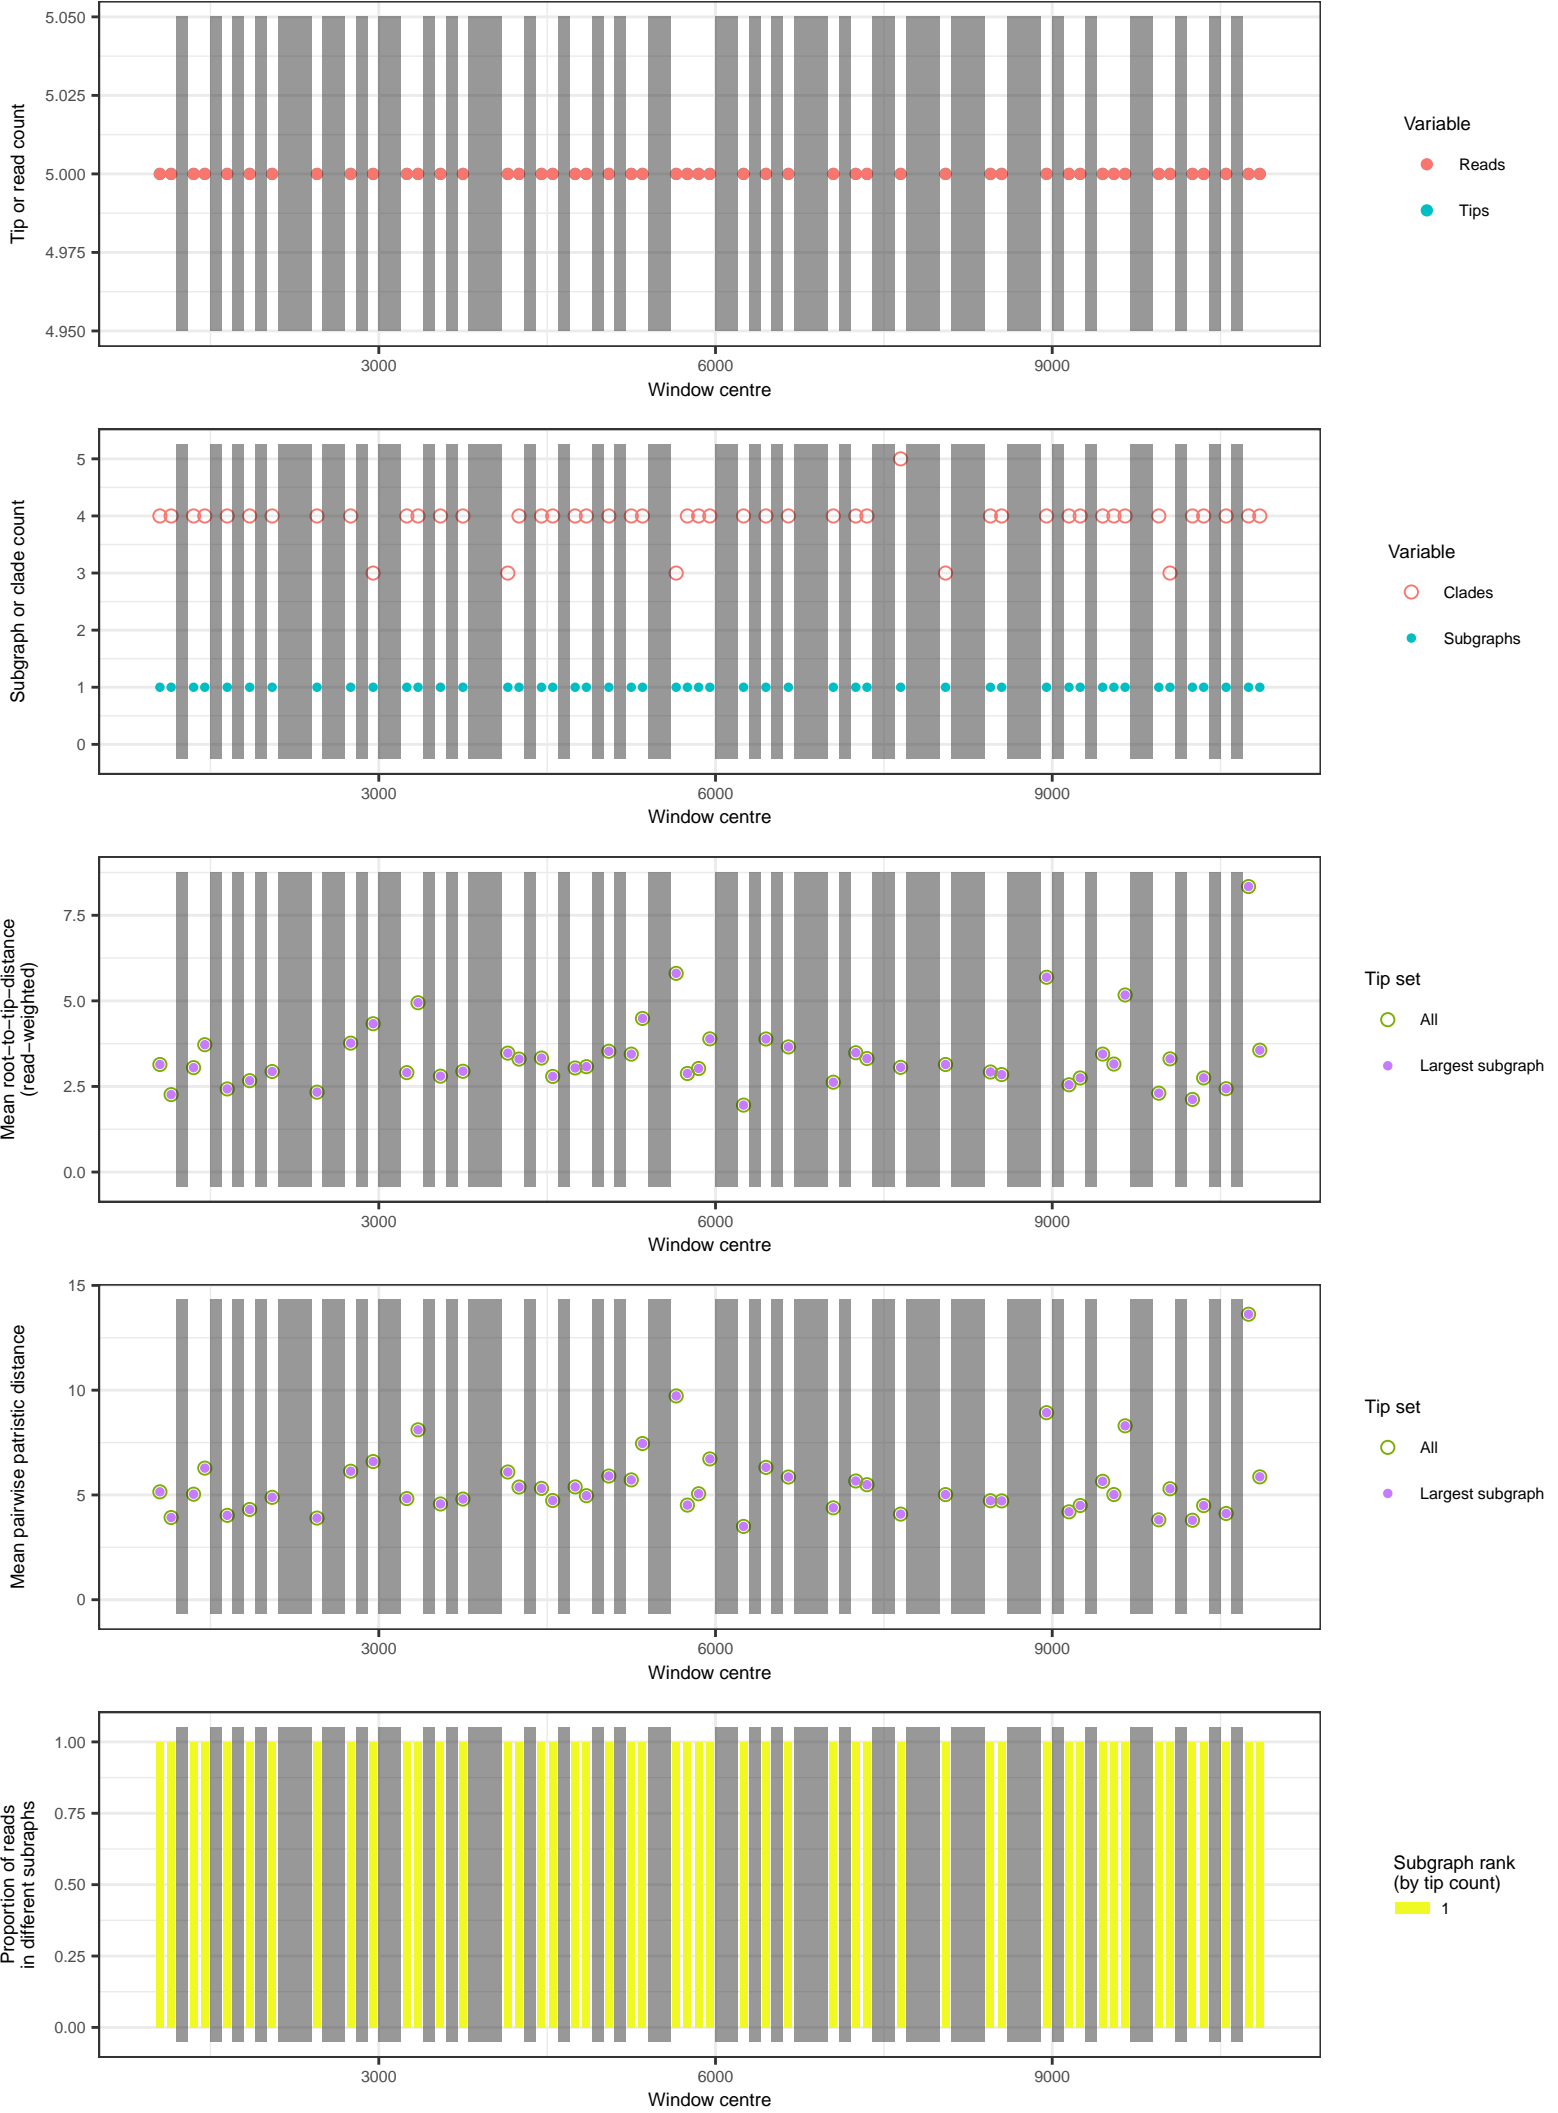 5.050
5.025
5.000
4.975
4.950
Tip or read count
3000
6000
9000
Window centre
Variable
Reads
Tips
5
4
3
2
1
0
Subgraph or clade count
3000
6000
9000
Window centre
Variable
Clades
Subgraphs
7.5
5.0
2.5
0.0
Mean root−to−tip−distance
(read−weighted)
3000
6000
9000
Window centre
Tip set
All
Largest subgraph
15
10
5
0
Mean pairwise patristic distance
3000
6000
9000
Window centre
Tip set
All
Largest subgraph
1.00
0.75
0.50
0.25
0.00
Proportion of reads
in different subraphs
3000
6000
9000
Window centre
Subgraph rank
(by tip count)
1